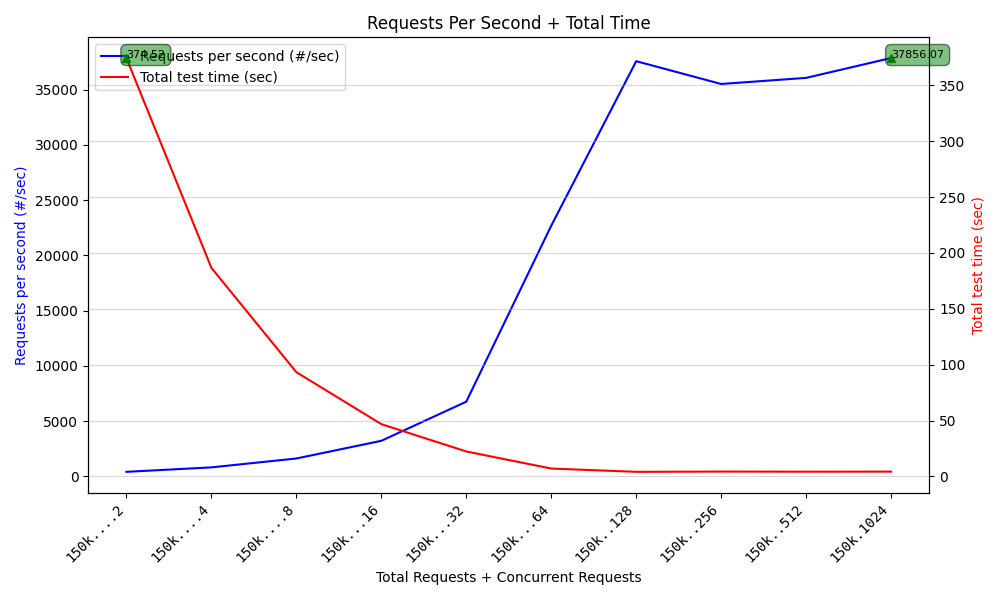 Requests Per Second + Total Time
374.52
Requests per second (#/sec)
Total test time (sec)
37856.07
35000
30000
25000
20000
15000
10000
5000
0
Requests per second (#/sec)
350
300
250
200
150
100
50
0
Total test time (sec)
150k....2
150k....4
150k....8
150k...16
150k...32
150k...64
150k..128
150k..256
150k..512
150k.1024
Total Requests + Concurrent Requests